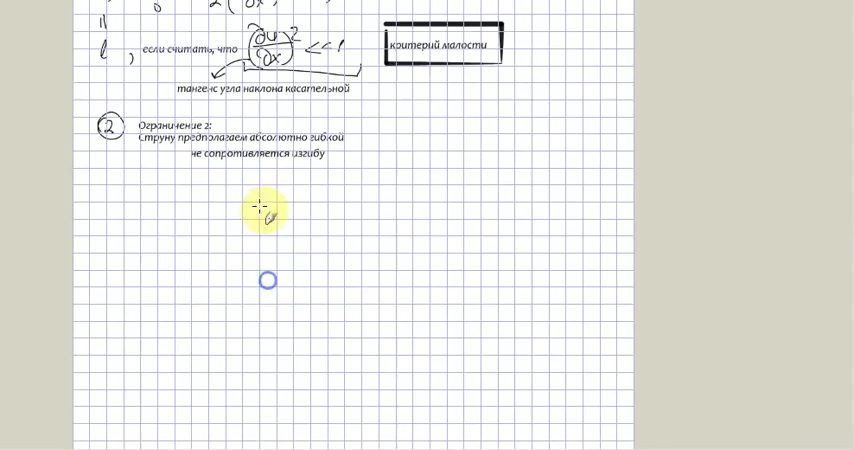 l , если считать, что (∂u/∂x)² << 1
критерий малости
тангенс угла наклона касательной
2 Ограничение 2:
Струну предполагаем абсолютно гибкой
не сопротивляется изгибу